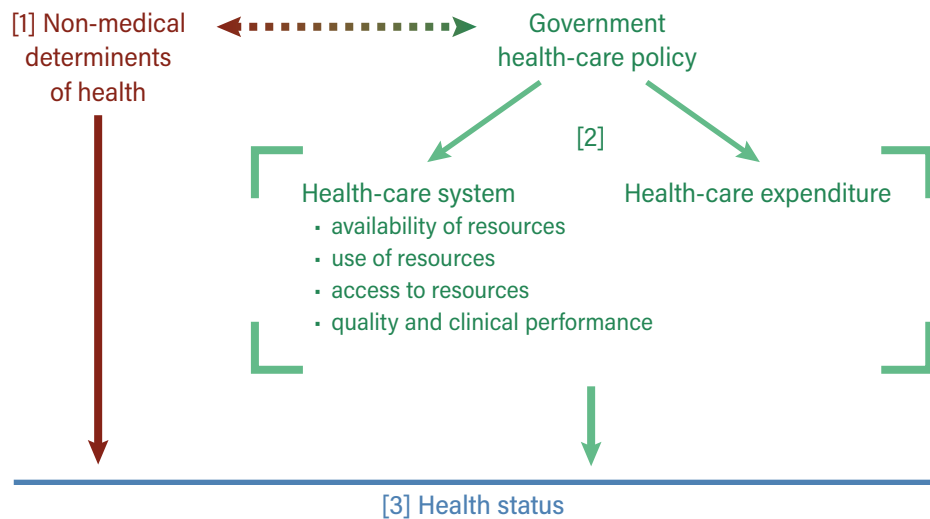 [1] Non-medical
determinents
of health
Government
health-care policy
[2]
Health-care system
· availability of resources
· use of resources
· access to resources
· quality and clinical performance
Health-care expenditure
[3] Health status